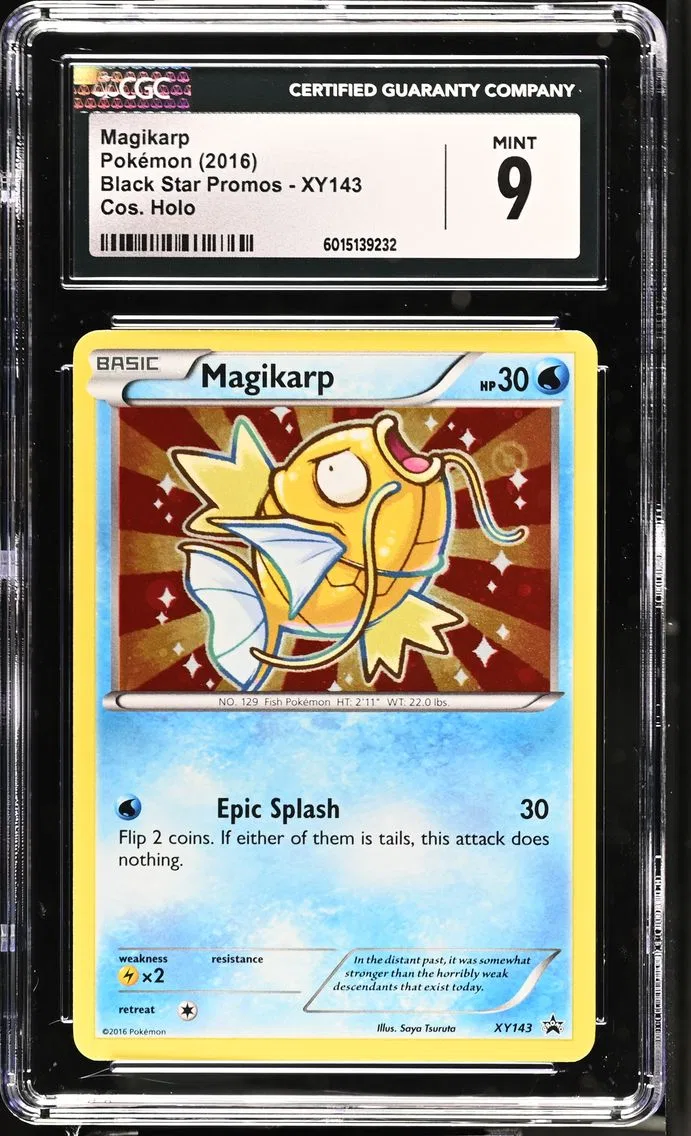 CGC
CERTIFIED GUARANTY COMPANY
Magikarp
Pokémon (2016)
Black Star Promos - XY143
Cos. Holo
MINT
9
6015139232
BASIC
Magikarp
HP 30
NO. 129 Fish Pokémon HT: 2'11" WT: 22.0 lbs.
Epic Splash 30
Flip 2 coins. If either of them is tails, this attack does
nothing.
weakness
resistance
×2
In the distant past, it was somewhat
stronger than the horribly weak
descendants that exist today.
retreat
©2016 Pokémon
Illus. Saya Tsuruta
XY143